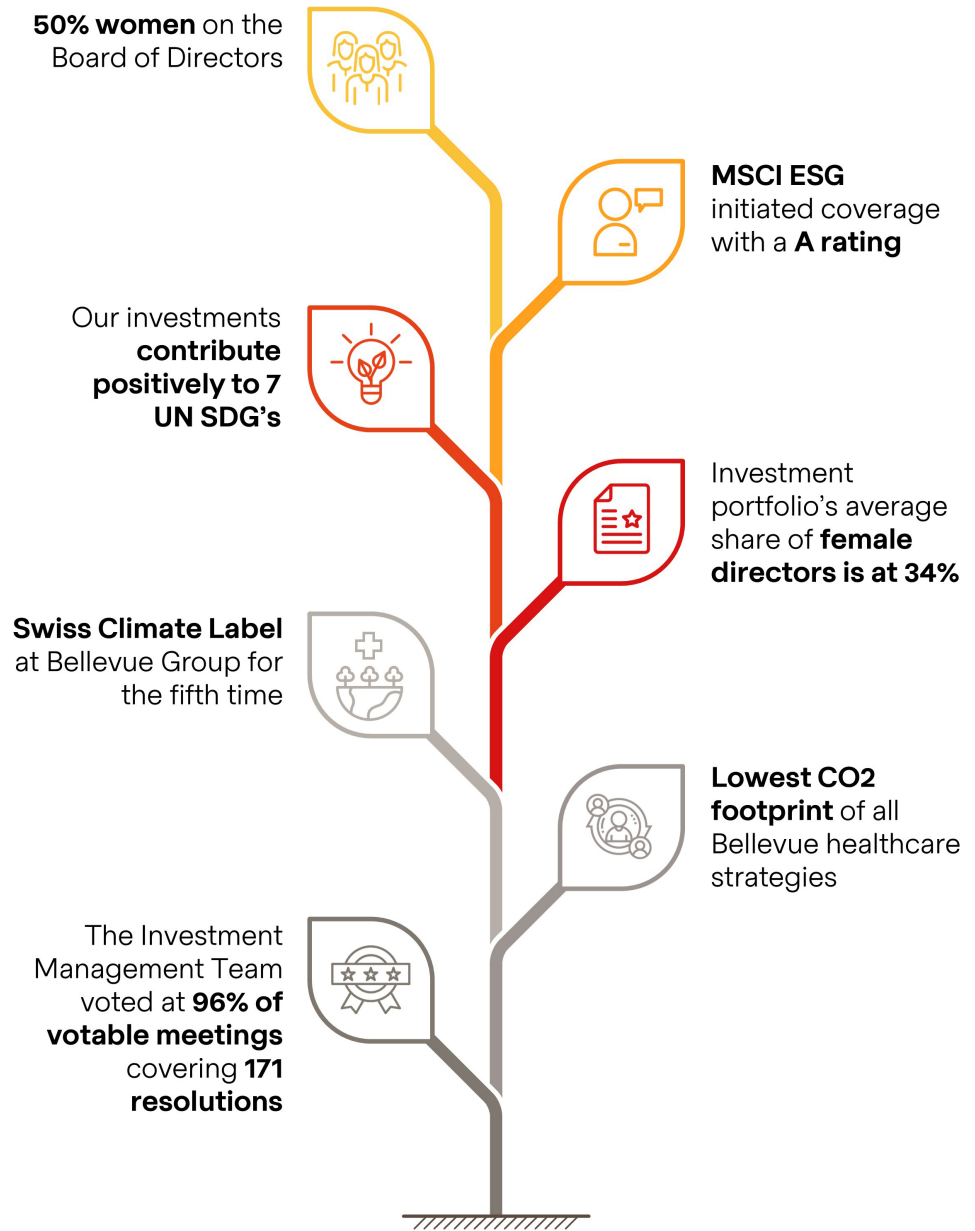 50% women on the
Board of Directors
MSCI ESG
initiated coverage
with a A rating
Our investments
contribute
positively to 7
UN SDG’s
Investment
portfolio’s average
share of female
directors is at 34%
Swiss Climate Label
at Bellevue Group for
the fifth time
Lowest CO2
footprint of all
Bellevue healthcare
strategies
The Investment
Management Team
voted at 96% of
votable meetings
covering 171
resolutions